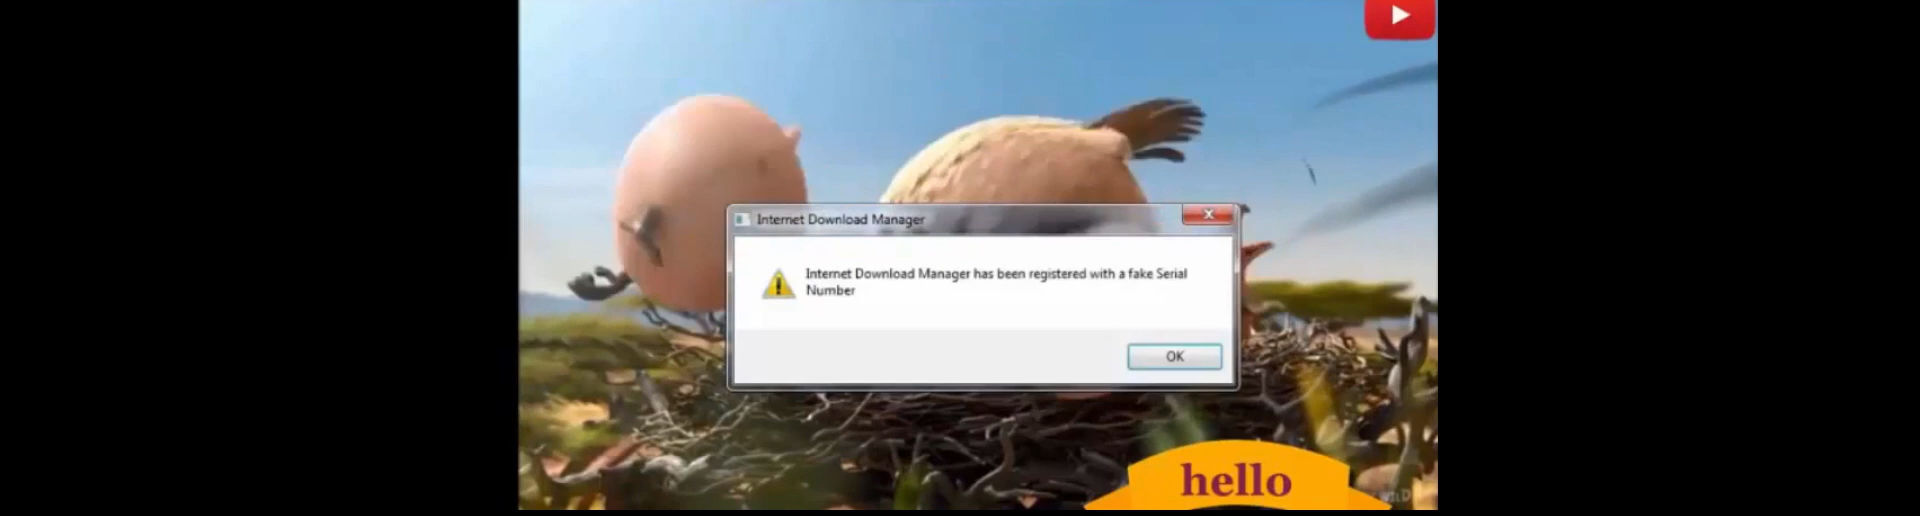 Internet Download Manager
Internet Download Manager has been registered with a fake Serial
Number
OK
hello